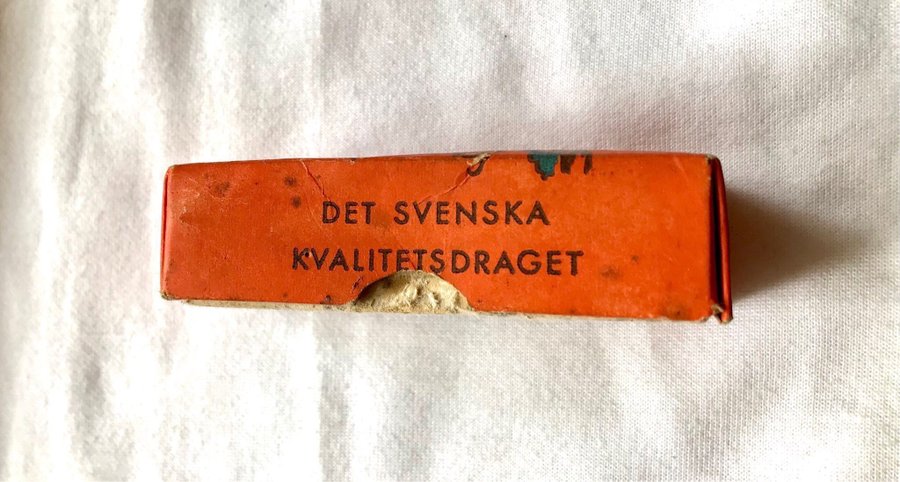 DET SVENSKA
KVALITETSDRAGET